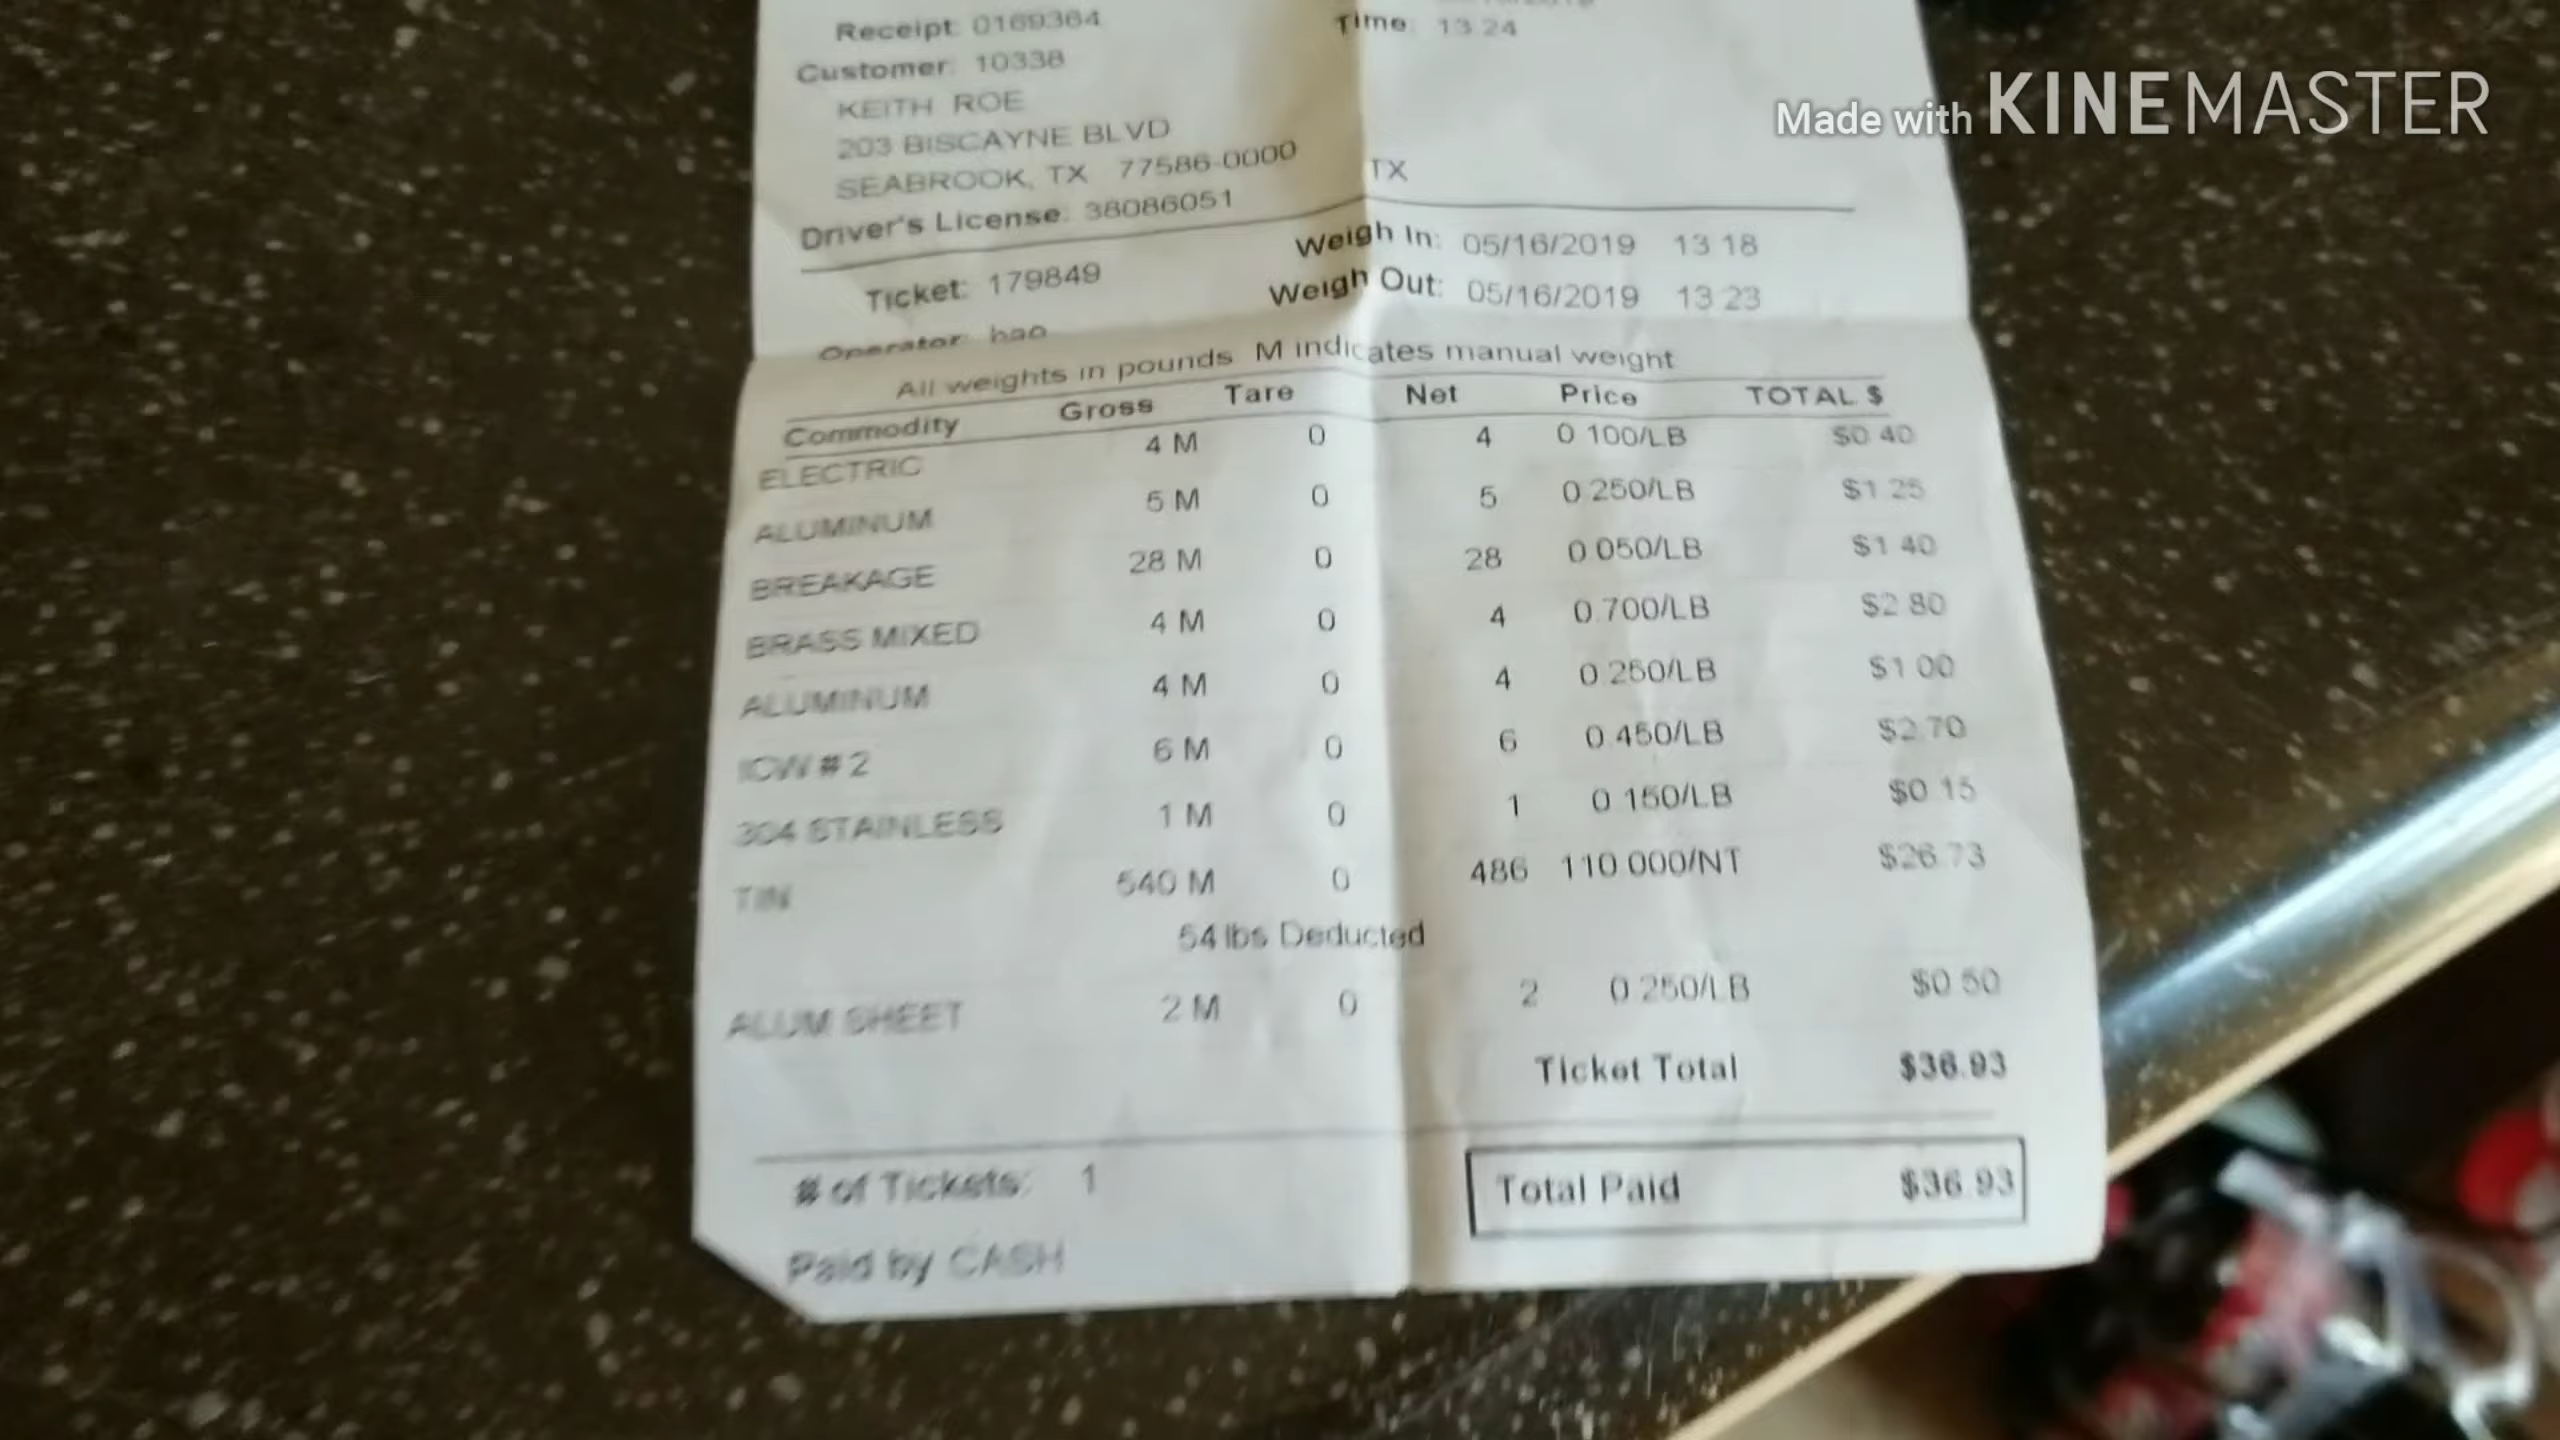 Made with KINEMASTER
Receipt: 0169364 Time: 13:24
Customer: 10338
KEITH ROE
203 BISCAYNE BLVD
SEABROOK, TX 77586-0000 TX
Driver's License: 38086051
Ticket: 179849 Weigh In: 05/16/2019 13:18
Operator: bao Weigh Out: 05/16/2019 13:23
All weights in pounds. M indicates manual weight
Commodity Gross Tare Net Price TOTAL $
ELECTRIC 4 M 0 4 0.100/LB $0.40
ALUMINUM 5 M 0 5 0.250/LB $1.25
BREAKAGE 28 M 0 28 0.050/LB $1.40
BRASS MIXED 4 M 0 4 0.700/LB $2.80
ALUMINUM 4 M 0 4 0.250/LB $1.00
ICW # 2 6 M 0 6 0.450/LB $2.70
304 STAINLESS 1 M 0 1 0.150/LB $0.15
TIN 540 M 0 486 110.000/NT $26.73
54 lbs Deducted
ALUM SHEET 2 M 0 2 0.250/LB $0.50
Ticket Total $36.93
# of Tickets: 1 Total Paid $36.93
Paid by CASH